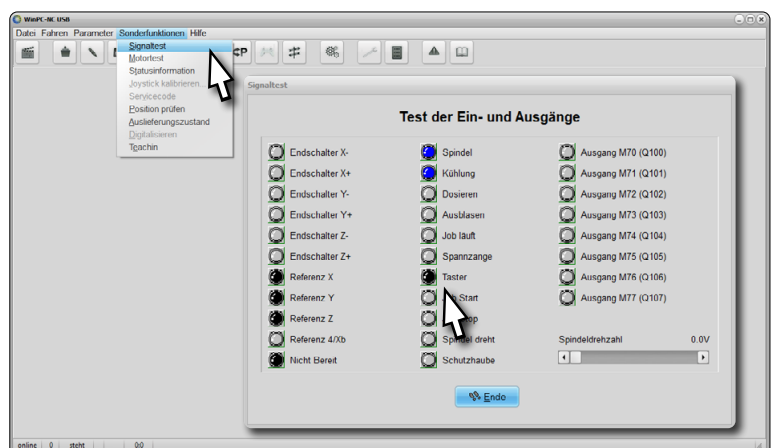 WinPC-NC USB
Datei Fahren Parameter Sonderfunktionen Hilfe
Signaltest
Motortest
Statusinformation
Joystick kalibrieren...
Servicecode
Position prüfen
Auslieferungszustand
Digitalisieren
Teachin
P
Signaltest
Test der Ein- und Ausgänge
Endschalter X- Spindel Ausgang M70 (Q100)
Endschalter X+ Kühlung Ausgang M71 (Q101)
Endschalter Y- Dosieren Ausgang M72 (Q102)
Endschalter Y+ Ausblasen Ausgang M73 (Q103)
Endschalter Z- Job läuft Ausgang M74 (Q104)
Endschalter Z+ Spannzange Ausgang M75 (Q105)
Referenz X Taster Ausgang M76 (Q106)
Referenz Y Start Ausgang M77 (Q107)
Referenz Z
Referenz 4/Xb Spindel dreht Spindeldrehzahl 0.0V
Nicht Bereit Schutzhaube
Ende
online 0 steht 0:0